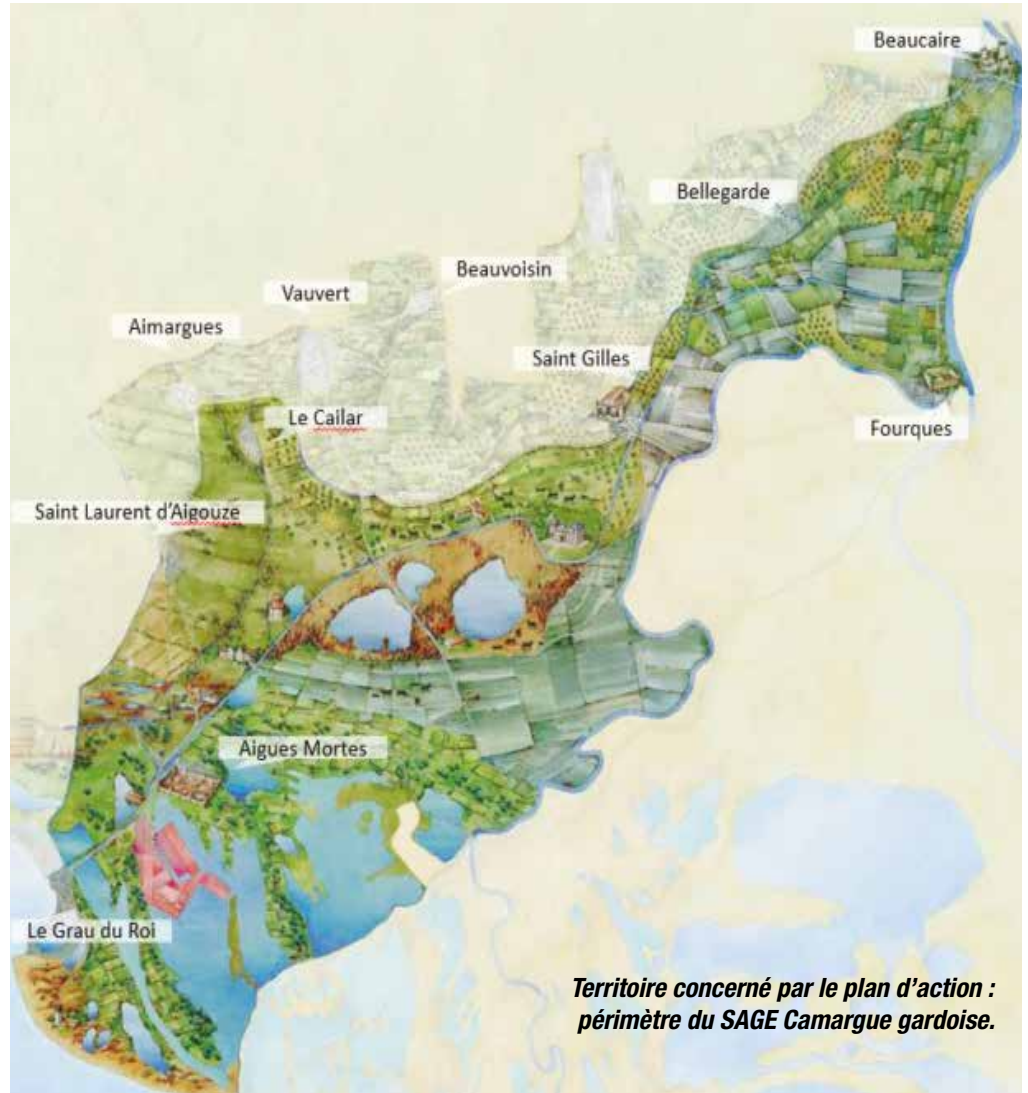 Beaucaire
Bellegarde
Beauvoisin
Vauvert
Aimargues
Saint Gilles
Le Cailar
Fourques
Saint Laurent d'Aigouze
Aigues Mortes
Le Grau du Roi
Territoire concerné par le plan d'action :
périmètre du SAGE Camargue gardoise.